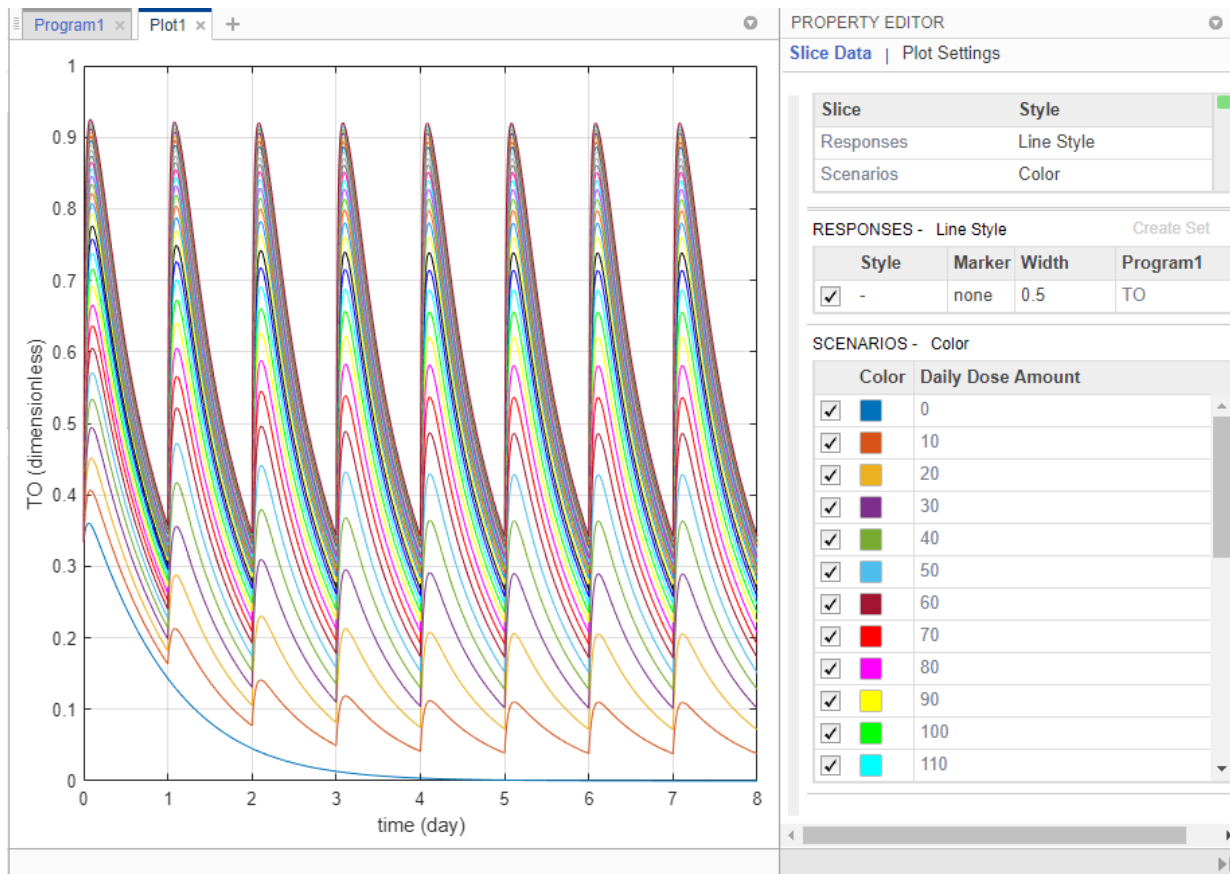 Program1 × Plot1 × +
1
0.9
0.8
0.7
0.6
0.5
0.4
0.3
0.2
0.1
0
TO (dimensionless)
0 1 2 3 4 5 6 7 8
time (day)
PROPERTY EDITOR
Slice Data | Plot Settings
Slice Style
Responses Line Style
Scenarios Color
RESPONSES - Line Style Create Set
Style Marker Width Program1
- none 0.5 TO
SCENARIOS - Color
Color Daily Dose Amount
0
10
20
30
40
50
60
70
80
90
100
110